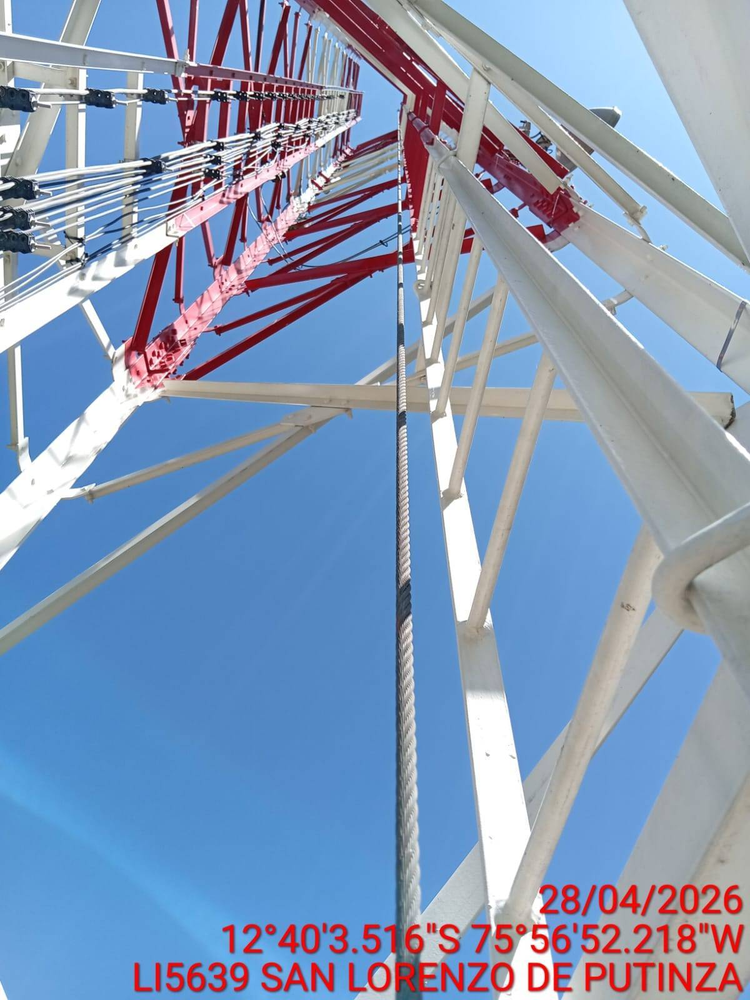 28/04/2026
12°40'3.516"S 75°56'52.218"W
LI5639 SAN LORENZO DE PUTINZA